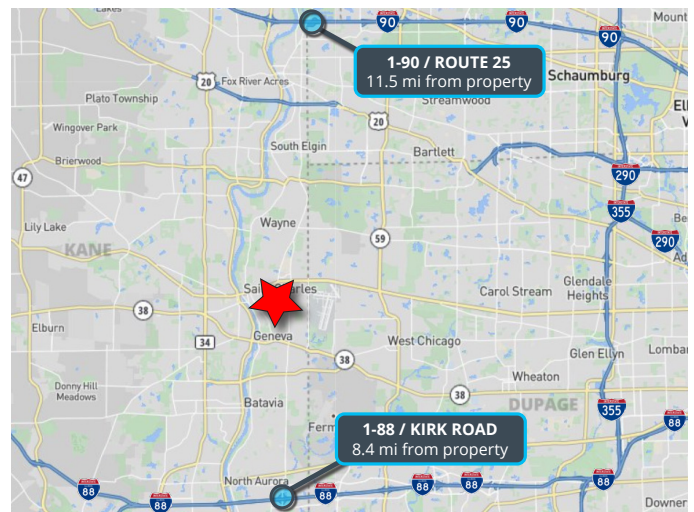 Lakes
90
90
Mount
90
1-90 / ROUTE 25
11.5 mi from property
20
Fox River Acres
Schaumburg
Plato Township
Streamwood
20
Wingover Park
South Elgin
Bartlett
Brierwood
290
47
355
Lily Lake
Wayne
59
290
KANE
Glendale
Heights
Carol Stream
38
Elburn
34
Geneva
West Chicago
38
Glen Ellyn
Lombar
Donny Hill
Meadows
Wheaton
38
Batavia
DUPAGE
355
88
1-88 / KIRK ROAD
8.4 mi from property
Ferm
North Aurora
88
88
88
88
88
88
Downer